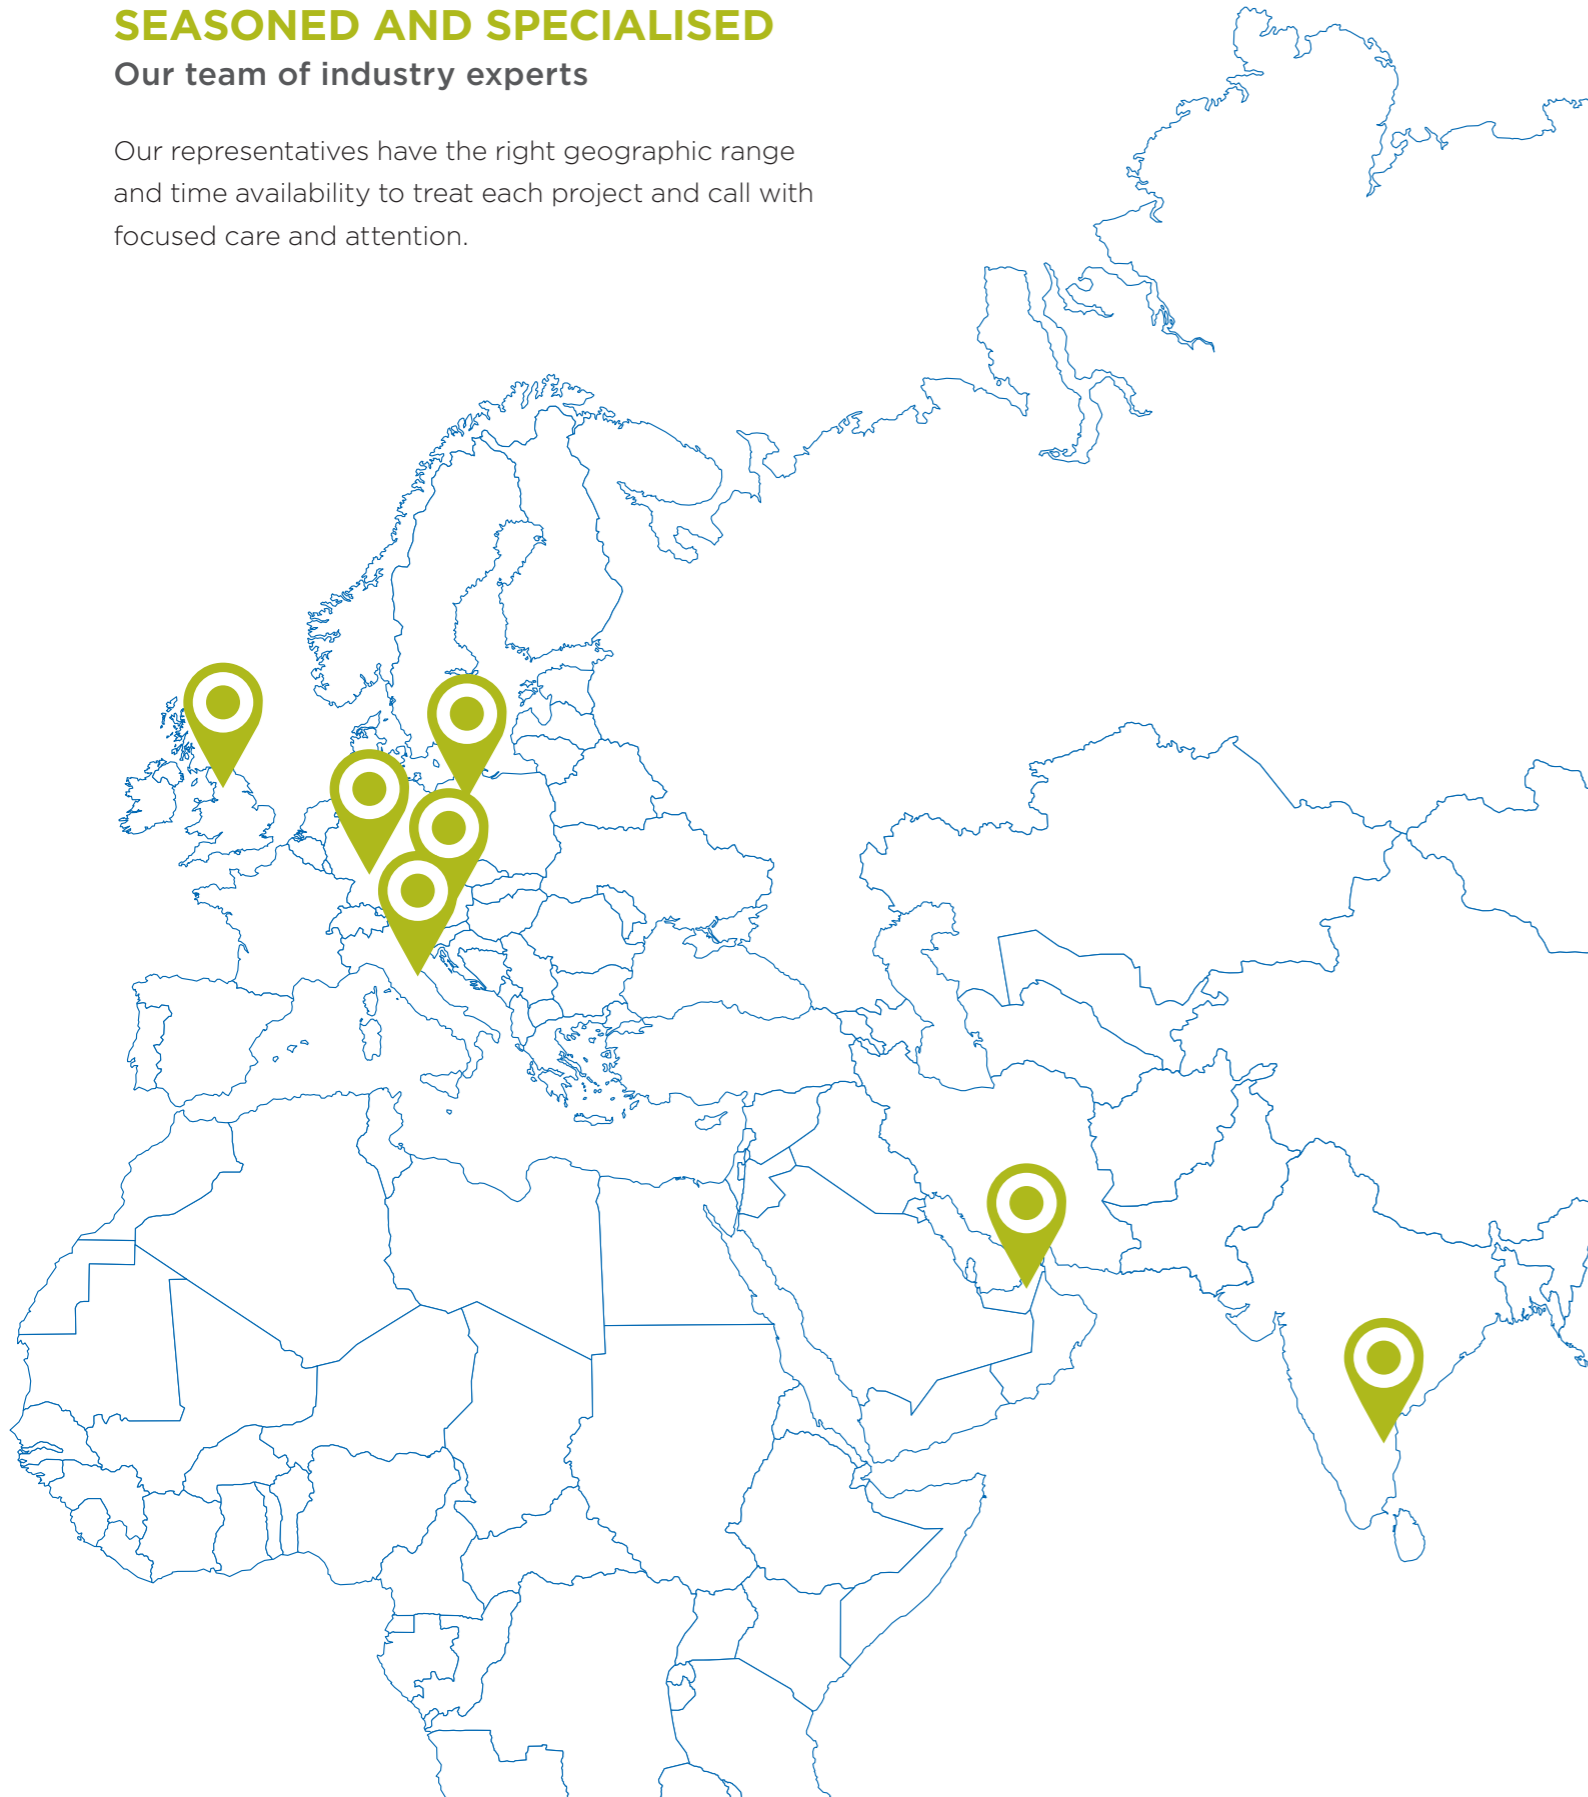 SEASONED AND SPECIALISED
Our team of industry experts
Our representatives have the right geographic range
and time availability to treat each project and call with
focused care and attention.